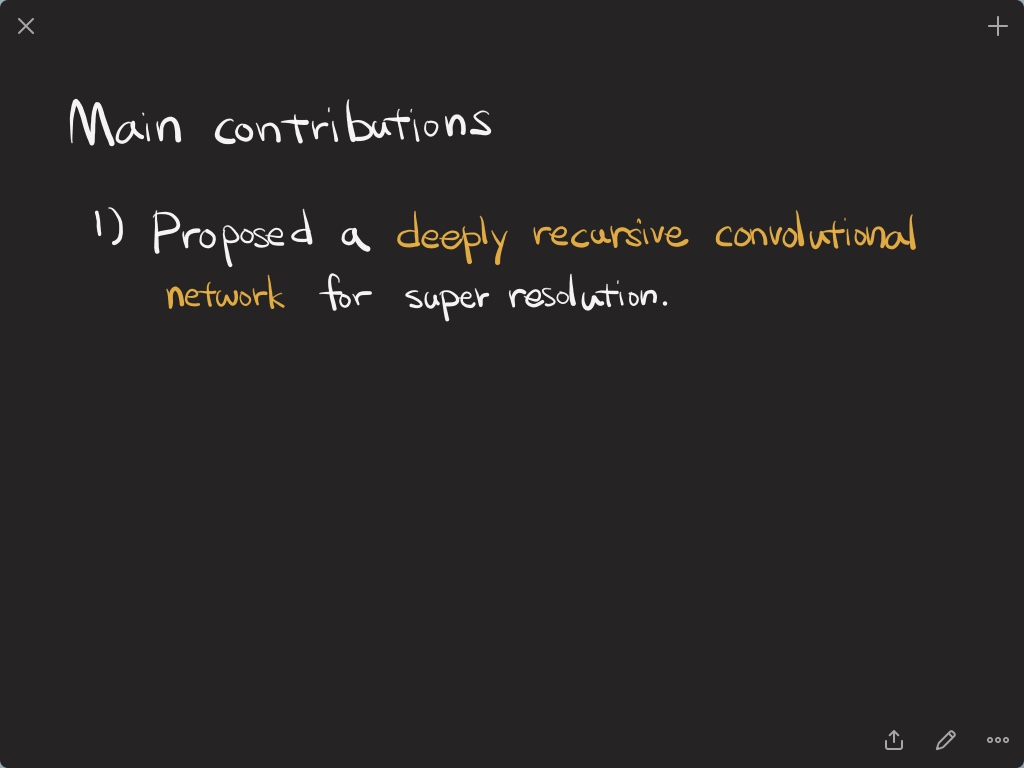 Main contributions
1) Proposed a deeply recursive convolutional
network for super resolution.